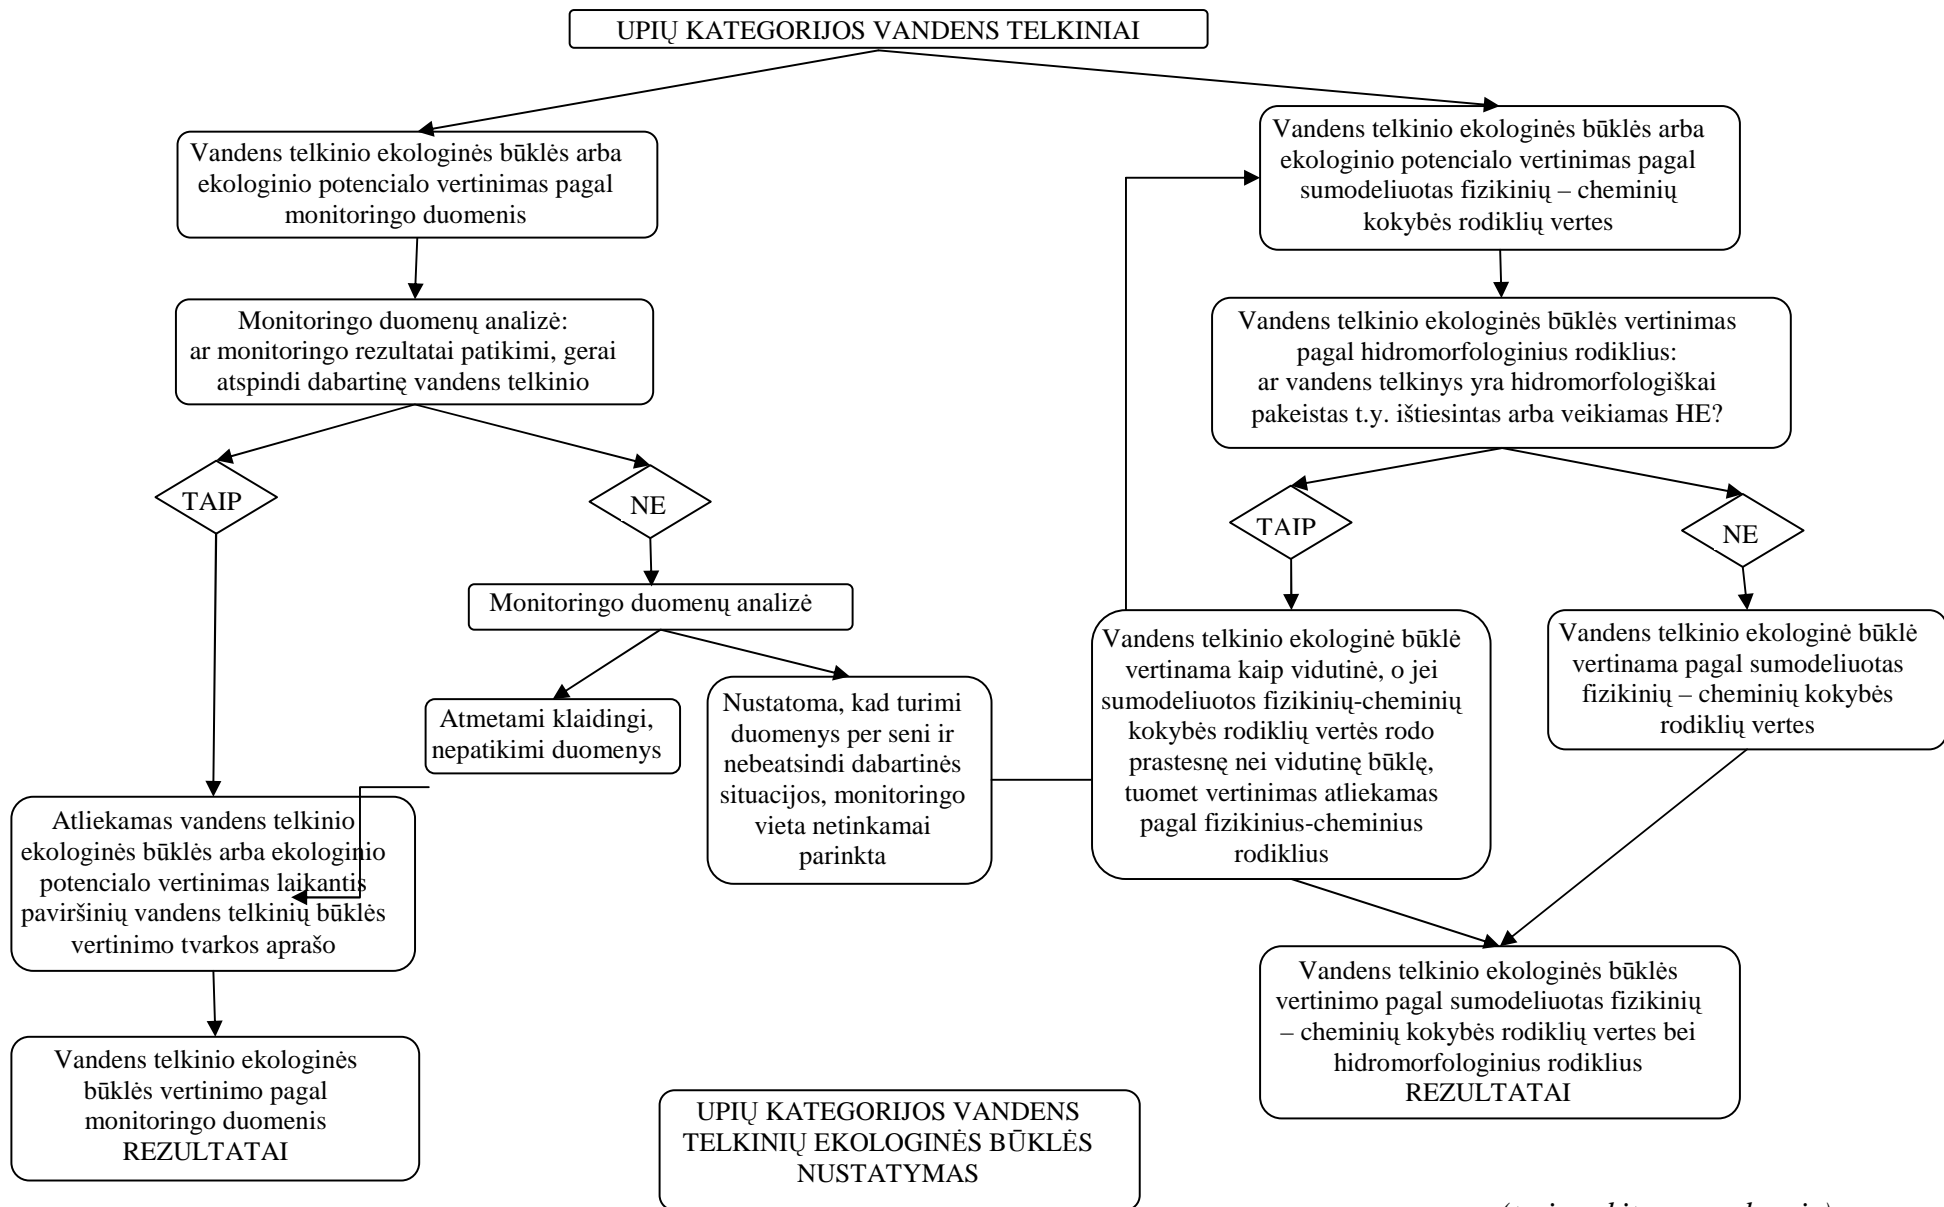 UPIŲ KATEGORIJOS VANDENS TELKINIAI
Vandens telkinio ekologinės būklės arba
ekologinio potencialo vertinimas pagal
monitoringo duomenis
Vandens telkinio ekologinės būklės arba
ekologinio potencialo vertinimas pagal
sumodeliuotas fizikinių – cheminių
kokybės rodiklių vertes
Monitoringo duomenų analizė:
ar monitoringo rezultatai patikimi, gerai
atspindi dabartinę vandens telkinio
Vandens telkinio ekologinės būklės vertinimas
pagal hidromorfologinius rodiklius:
ar vandens telkinys yra hidromorfologiškai
pakeistas t.y. ištiesintas arba veikiamas HE?
TAIP
NE
TAIP
NE
Monitoringo duomenų analizė
Atmetami klaidingi,
nepatikimi duomenys
Nustatoma, kad turimi
duomenys per seni ir
nebeatsindi dabartinės
situacijos, monitoringo
vieta netinkamai
parinkta
Vandens telkinio ekologinė būklė
vertinama kaip vidutinė, o jei
sumodeliuotos fizikinių-cheminių
kokybės rodiklių vertės rodo
prastesnę nei vidutinę būklę,
tuomet vertinimas atliekamas
pagal fizikinius-cheminius
rodiklius
Vandens telkinio ekologinė būklė
vertinama pagal sumodeliuotas
fizikinių – cheminių kokybės
rodiklių vertes
Atliekamas vandens telkinio
ekologinės būklės arba ekologinio
potencialo vertinimas laikantis
paviršinių vandens telkinių būklės
vertinimo tvarkos aprašo
Vandens telkinio ekologinės
būklės vertinimo pagal
monitoringo duomenis
REZULTATAI
Vandens telkinio ekologinės būklės
vertinimo pagal sumodeliuotas fizikinių
– cheminių kokybės rodiklių vertes bei
hidromorfologinius rodiklius
REZULTATAI
UPIŲ KATEGORIJOS VANDENS
TELKINIŲ EKOLOGINĖS BŪKLĖS
NUSTATYMAS